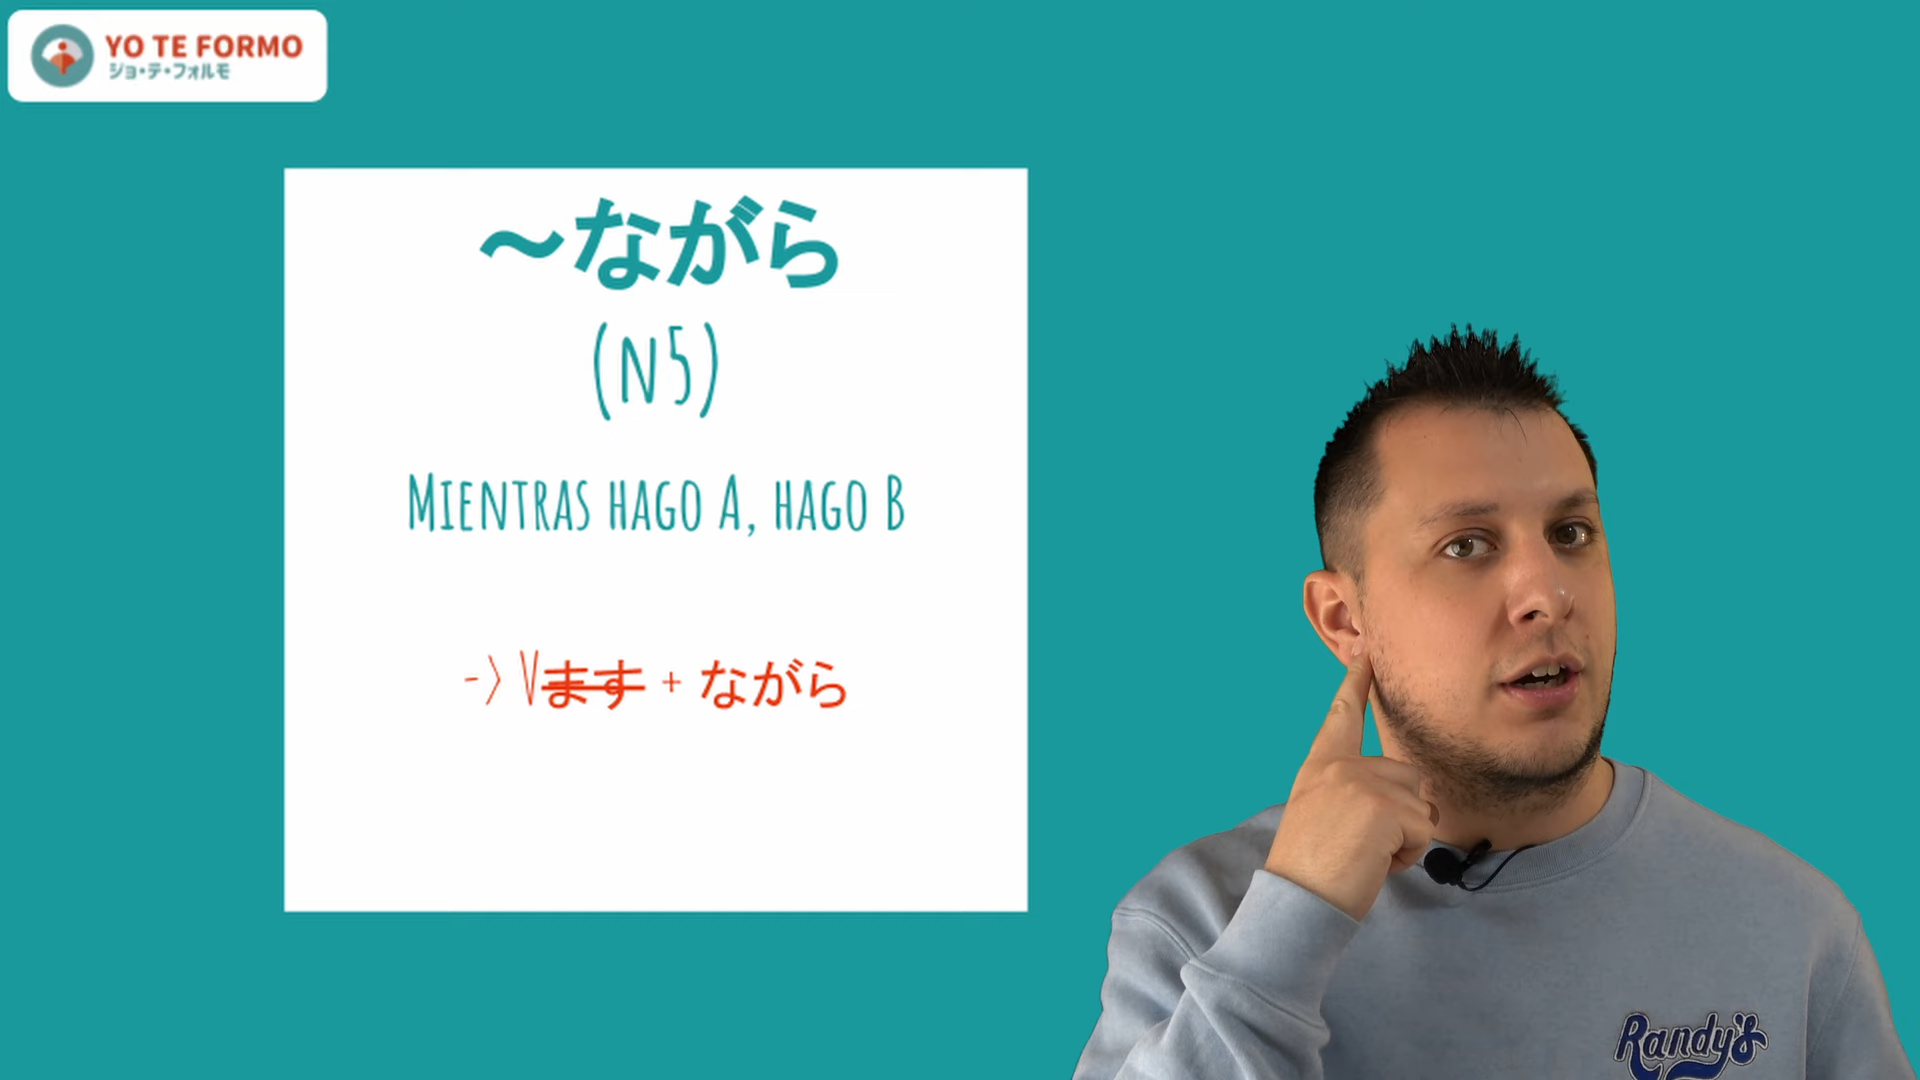 YO TE FORMO
ジョ・テ・フォルモ
～ながら
(N5)
Mientras hago A, hago B
-> Vます + ながら
Randy's